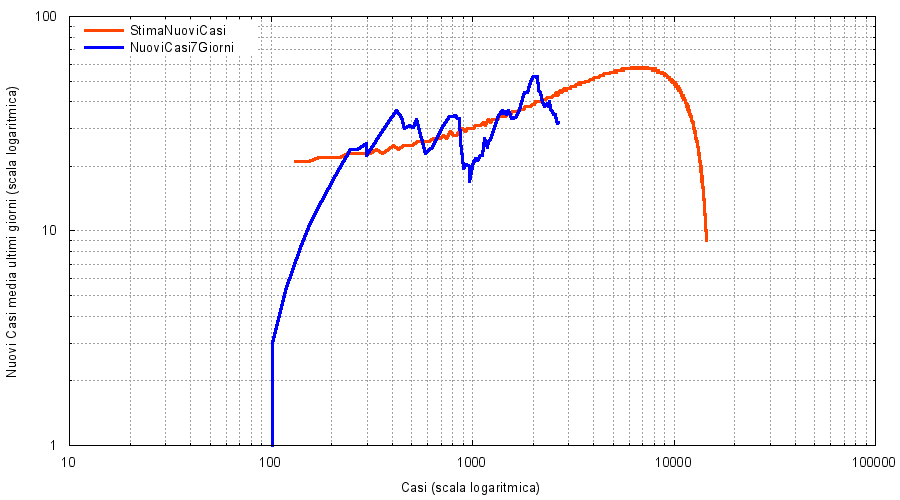 100
StimaNuoviCasi
NuoviCasi7Giorni
Nuovi Casi media ultimi giorni (scala logaritmica)
10
1
10
100
1000
10000
100000
Casi (scala logaritmica)